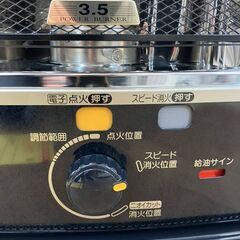 3.5
POWER BURNER
電子点火押す
スピード消火押す
調節範囲
点火位置
スピード
消火位置
給油サイン
ニオイカット
消火位置